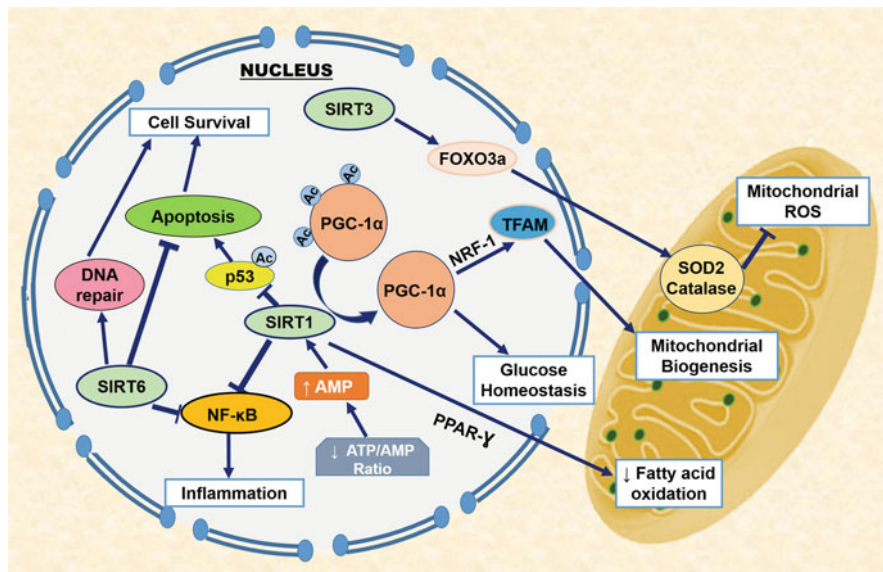 NUCLEUS
SIRT3
Cell Survival
FOXO3a
Ac
Ac
Ac
PGC-1α
Mitochondrial
ROS
Apoptosis
TFAM
NRF-1
Ac
p53
DNA
repair
PGC-1α
SOD2
Catalase
SIRT1
Mitochondrial
Biogenesis
Glucose
Homeostasis
SIRT6
↑ AMP
NF-κB
PPAR-γ
↓ ATP/AMP
Ratio
↓ Fatty acid
oxidation
Inflammation